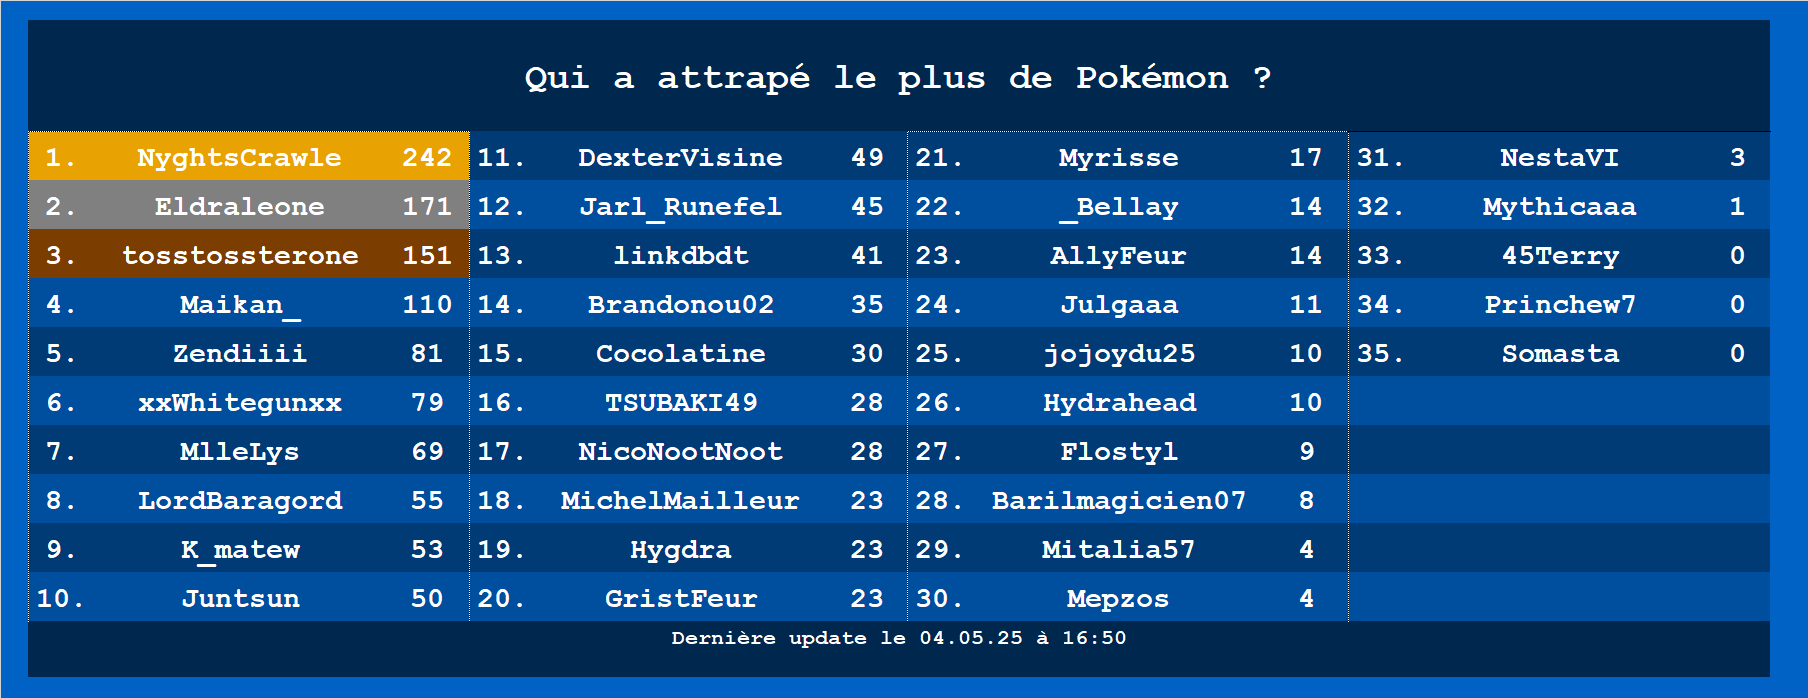 Qui a attrapé le plus de Pokémon ?
1. NyghtsCrawle 242
2. Eldraleone 171
3. tosstossterone 151
4. Maikan_ 110
5. Zendiiii 81
6. xxWhitegunxx 79
7. MlleLys 69
8. LordBaragord 55
9. K_matew 53
10. Juntsun 50
11. DexterVisine 49
12. Jarl_Runefel 45
13. linkdbdt 41
14. Brandonou02 35
15. Cocolatine 30
16. TSUBAKI49 28
17. NicoNootNoot 28
18. MichelMailleur 23
19. Hygdra 23
20. GristFeur 23
21. Myrisse 17
22. _Bellay 14
23. AllyFeur 14
24. Julgaaa 11
25. jojoydu25 10
26. Hydrahead 10
27. Flostyl 9
28. Barilmagicien07 8
29. Mitalia57 4
30. Mepzos 4
31. NestaVI 3
32. Mythicaaa 1
33. 45Terry 0
34. Princhew7 0
35. Somasta 0
Dernière update le 04.05.25 à 16:50